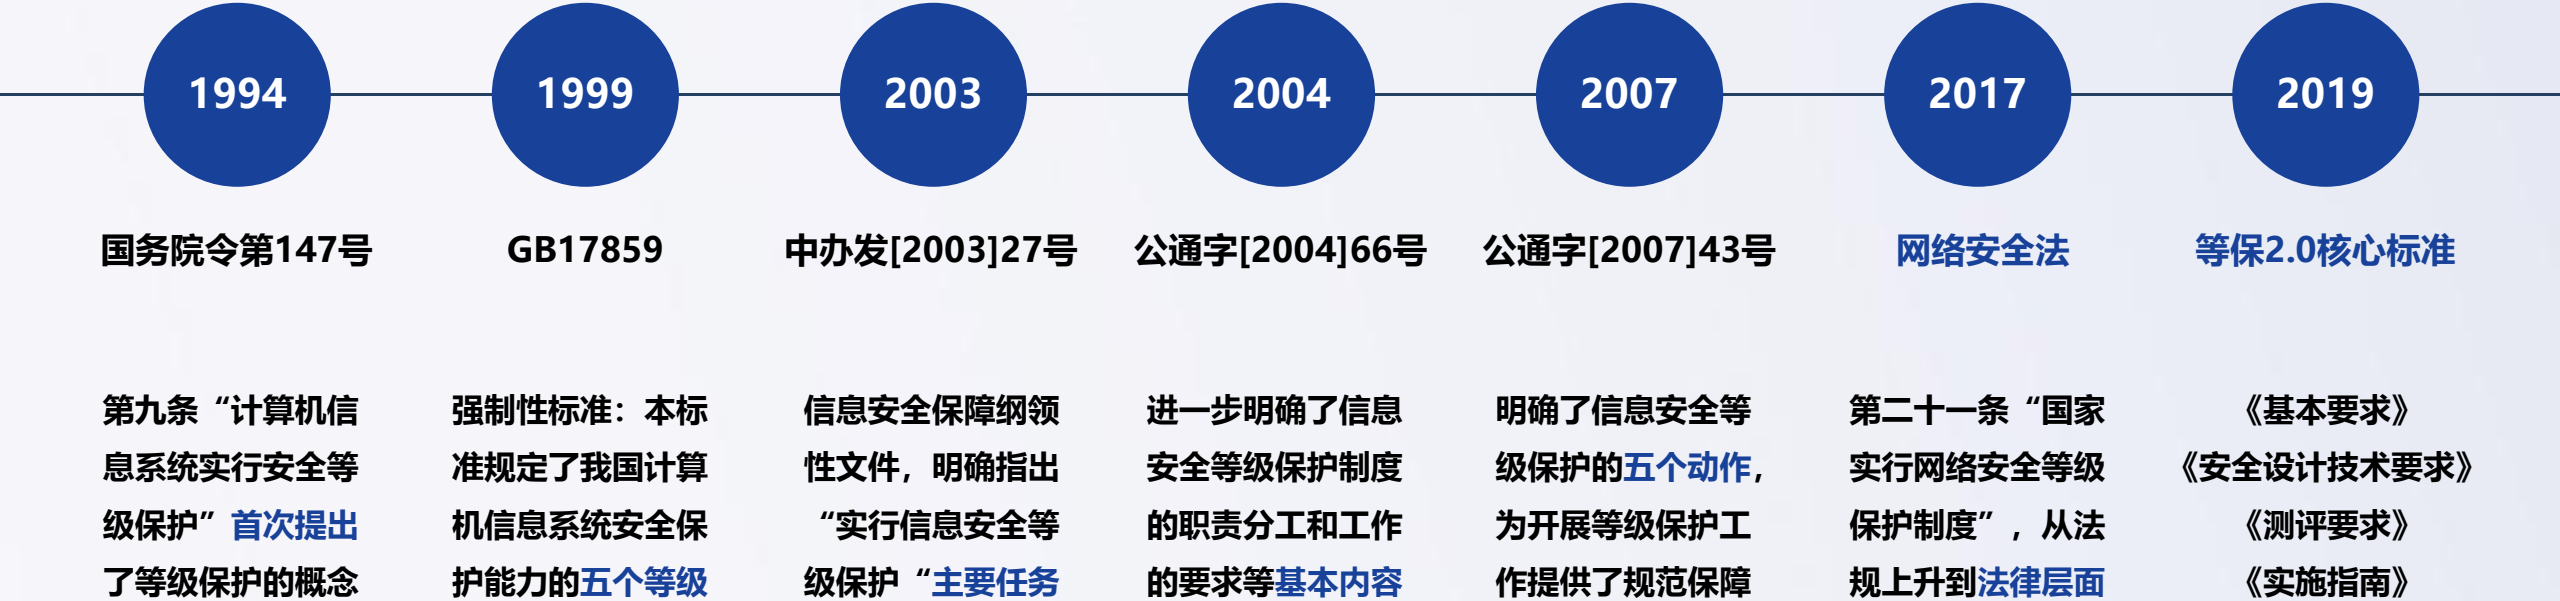 1994
1999
2003
2004
2007
2017
2019
国务院令第147号
GB17859
中办发[2003]27号
公通字[2004]66号
公通字[2007]43号
网络安全法
等保2.0核心标准
第九条“计算机信
息系统实行安全等
级保护”首次提出
了等级保护的概念
强制性标准：本标
准规定了我国计算
机信息系统安全保
护能力的五个等级
信息安全保障纲领
性文件，明确指出
“实行信息安全等
级保护“主要任务
进一步明确了信息
安全等级保护制度
的职责分工和工作
的要求等基本内容
明确了信息安全等
级保护的五个动作，
为开展等级保护工
作提供了规范保障
第二十一条“国家
实行网络安全等级
保护制度”，从法
规上升到法律层面
《基本要求》
《安全设计技术要求》
《测评要求》
《实施指南》